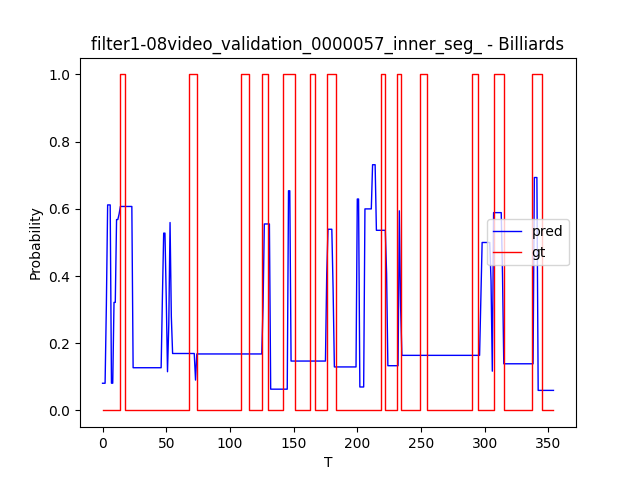 filter1-08video_validation_0000057_inner_seg_ - Billiards
1.0
0.8
0.6
0.4
0.2
0.0
Probability
pred
gt
0 50 100 150 200 250 300 350
T